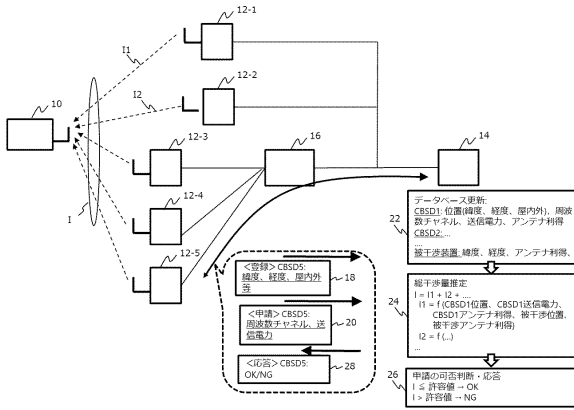 12-1
I1
12-2
10
I2
12-3
16
14
12-4
I
12-5
22
データベース更新:
CBSD1: 位置(緯度、経度、屋内外)、周波
数チャネル、送信電力、アンテナ利得
CBSD2: ...
....
被干渉装置: 緯度、経度、アンテナ利得、
<登録> CBSD5:
緯度、経度、屋内外
等
18
<申請> CBSD5:
周波数チャネル、送
信電力
20
<応答> CBSD5:
OK/NG
28
24
総干渉量推定
I = I1 + I2 + ....
I1 = f (CBSD1位置、CBSD1送信電力、
CBSD1アンテナ利得、被干渉位置、
被干渉アンテナ利得)
I2 = f (...)
...
26
申請の可否判断・応答
I ≦ 許容値 → OK
I > 許容値 → NG